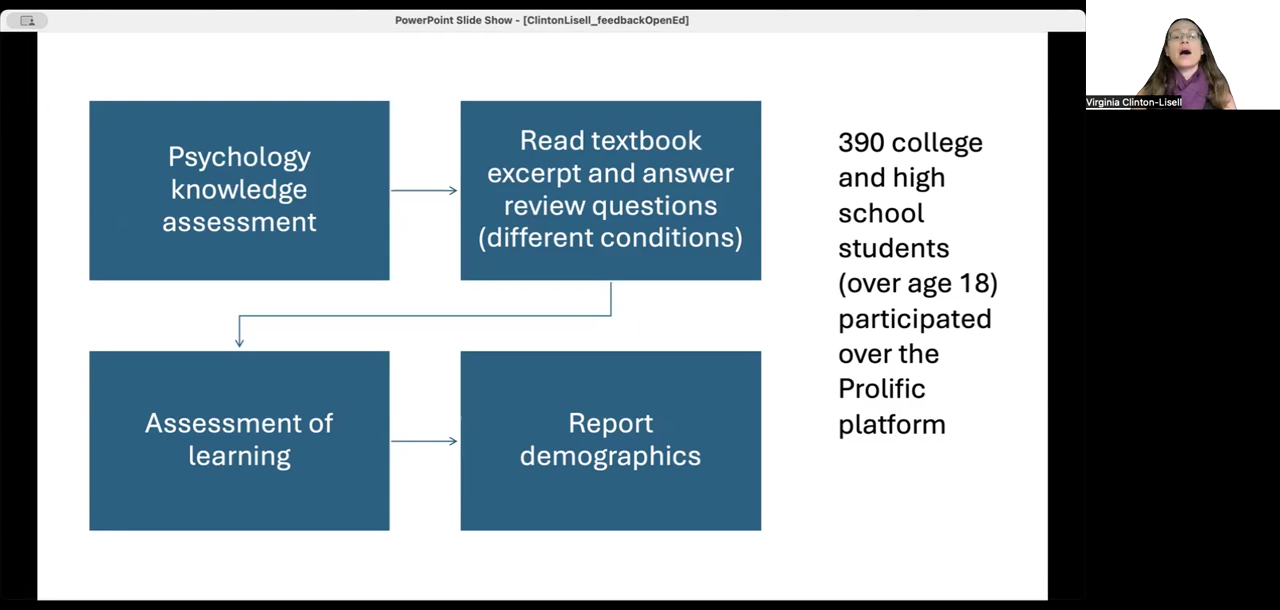 PowerPoint Slide Show - [ClintonLisell_feedbackOpenEd]
Psychology
knowledge
assessment
Read textbook
excerpt and answer
review questions
(different conditions)
Assessment of
learning
Report
demographics
390 college
and high
school
students
(over age 18)
participated
over the
Prolific
platform
Virginia Clinton-Lisell